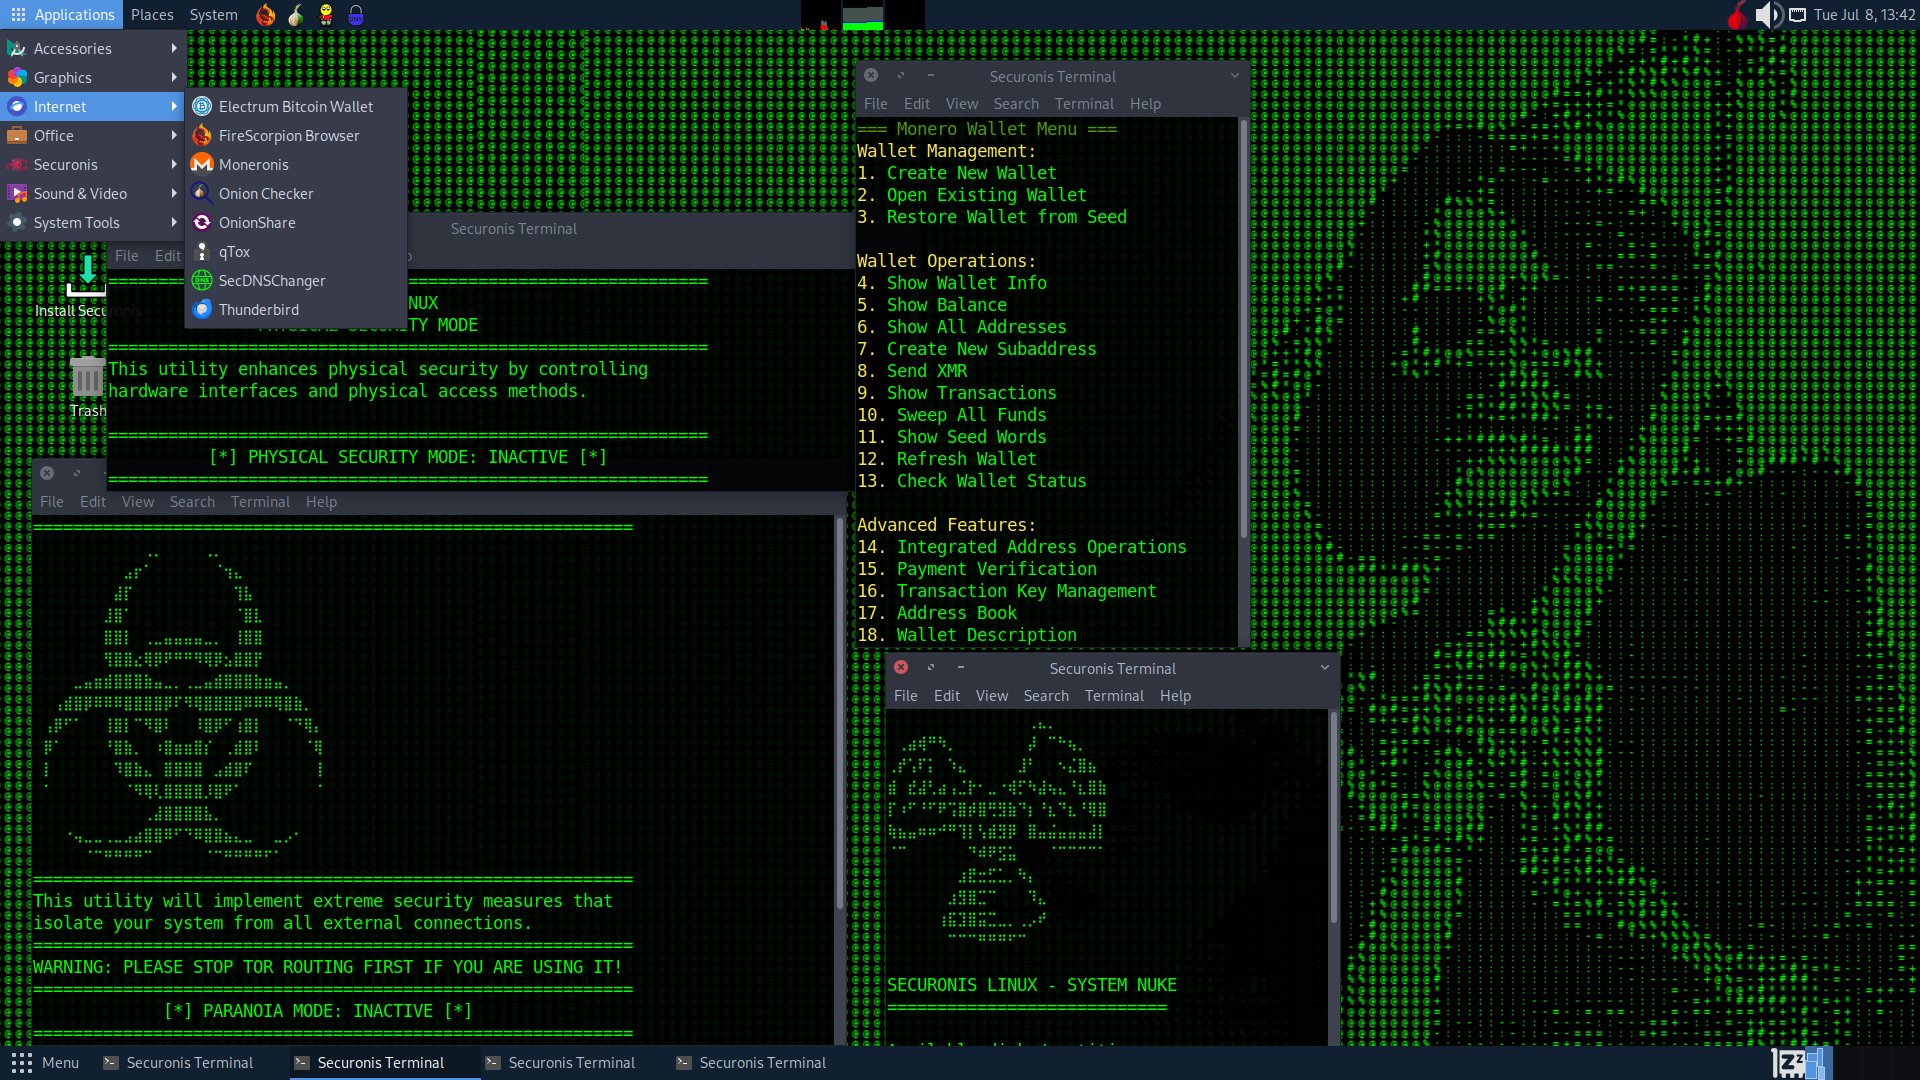 Applications Places System
Tue Jul 8, 13:42
Accessories
Graphics
Internet
Office
Securonis
Sound & Video
System Tools
Electrum Bitcoin Wallet
FireScorpion Browser
Moneronis
Onion Checker
OnionShare
qTox
SecDNSChanger
Thunderbird
Install Securonis
Trash
Securonis Terminal
File Edit
============================================================
NUX
PHYSICAL SECURITY MODE
============================================================
This utility enhances physical security by controlling
hardware interfaces and physical access methods.
============================================================
[*] PHYSICAL SECURITY MODE: INACTIVE [*]
============================================================
File Edit View Search Terminal Help
============================================================
============================================================
This utility will implement extreme security measures that
isolate your system from all external connections.
============================================================
WARNING: PLEASE STOP TOR ROUTING FIRST IF YOU ARE USING IT!
============================================================
[*] PARANOIA MODE: INACTIVE [*]
============================================================
Securonis Terminal
File Edit View Search Terminal Help
=== Monero Wallet Menu ===
Wallet Management:
1. Create New Wallet
2. Open Existing Wallet
3. Restore Wallet from Seed
Wallet Operations:
4. Show Wallet Info
5. Show Balance
6. Show All Addresses
7. Create New Subaddress
8. Send XMR
9. Show Transactions
10. Sweep All Funds
11. Show Seed Words
12. Refresh Wallet
13. Check Wallet Status
Advanced Features:
14. Integrated Address Operations
15. Payment Verification
16. Transaction Key Management
17. Address Book
18. Wallet Description
Securonis Terminal
File Edit View Search Terminal Help
SECURONIS LINUX - SYSTEM NUKE
============================
Menu
Securonis Terminal
Securonis Terminal
Securonis Terminal
Securonis Terminal